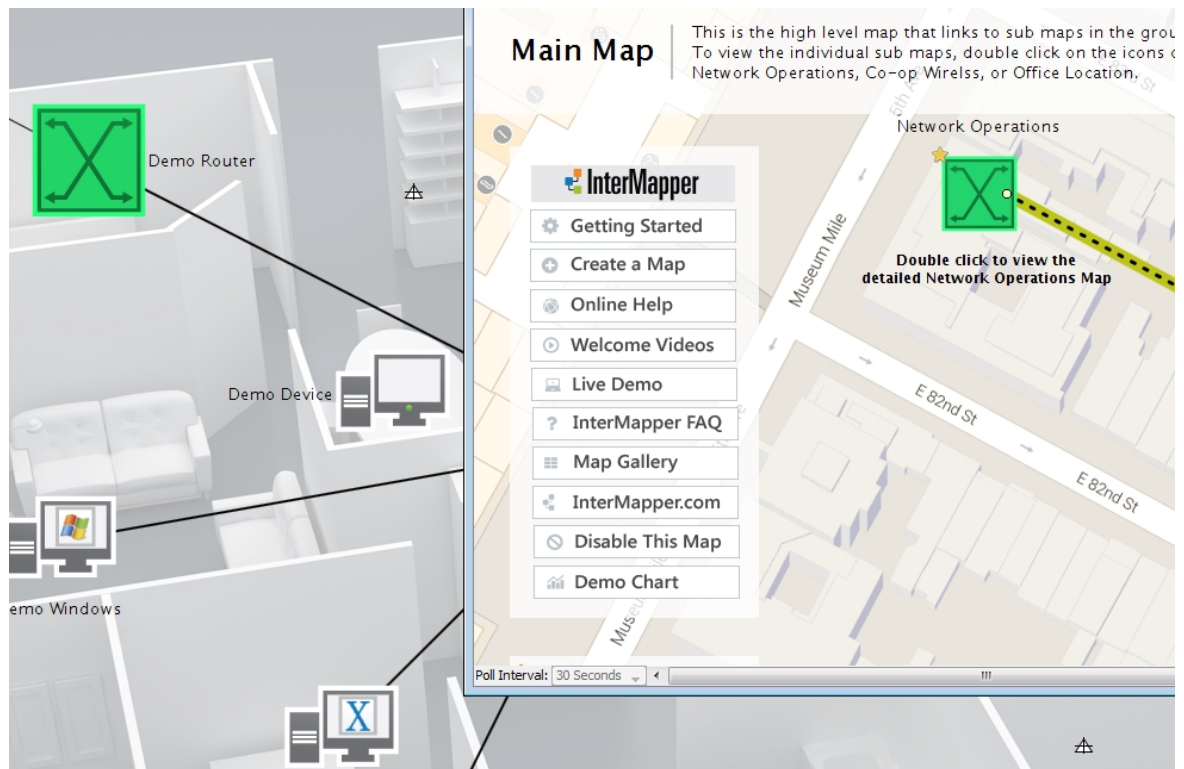 Main Map
This is the high level map that links to sub maps in the grou
To view the individual sub maps, double click on the icons
Network Operations, Co-op Wirelss, or Office Location.
E 83rd St
5th Ave
Network Operations
Double click to view the
detailed Network Operations Map
InterMapper
Getting Started
Create a Map
Online Help
Welcome Videos
Live Demo
? InterMapper FAQ
Map Gallery
InterMapper.com
Disable This Map
Demo Chart
Museum Mile
E 82nd St
E 82nd St
Poll Interval: 30 Seconds
Demo Router
Demo Device
emo Windows
X